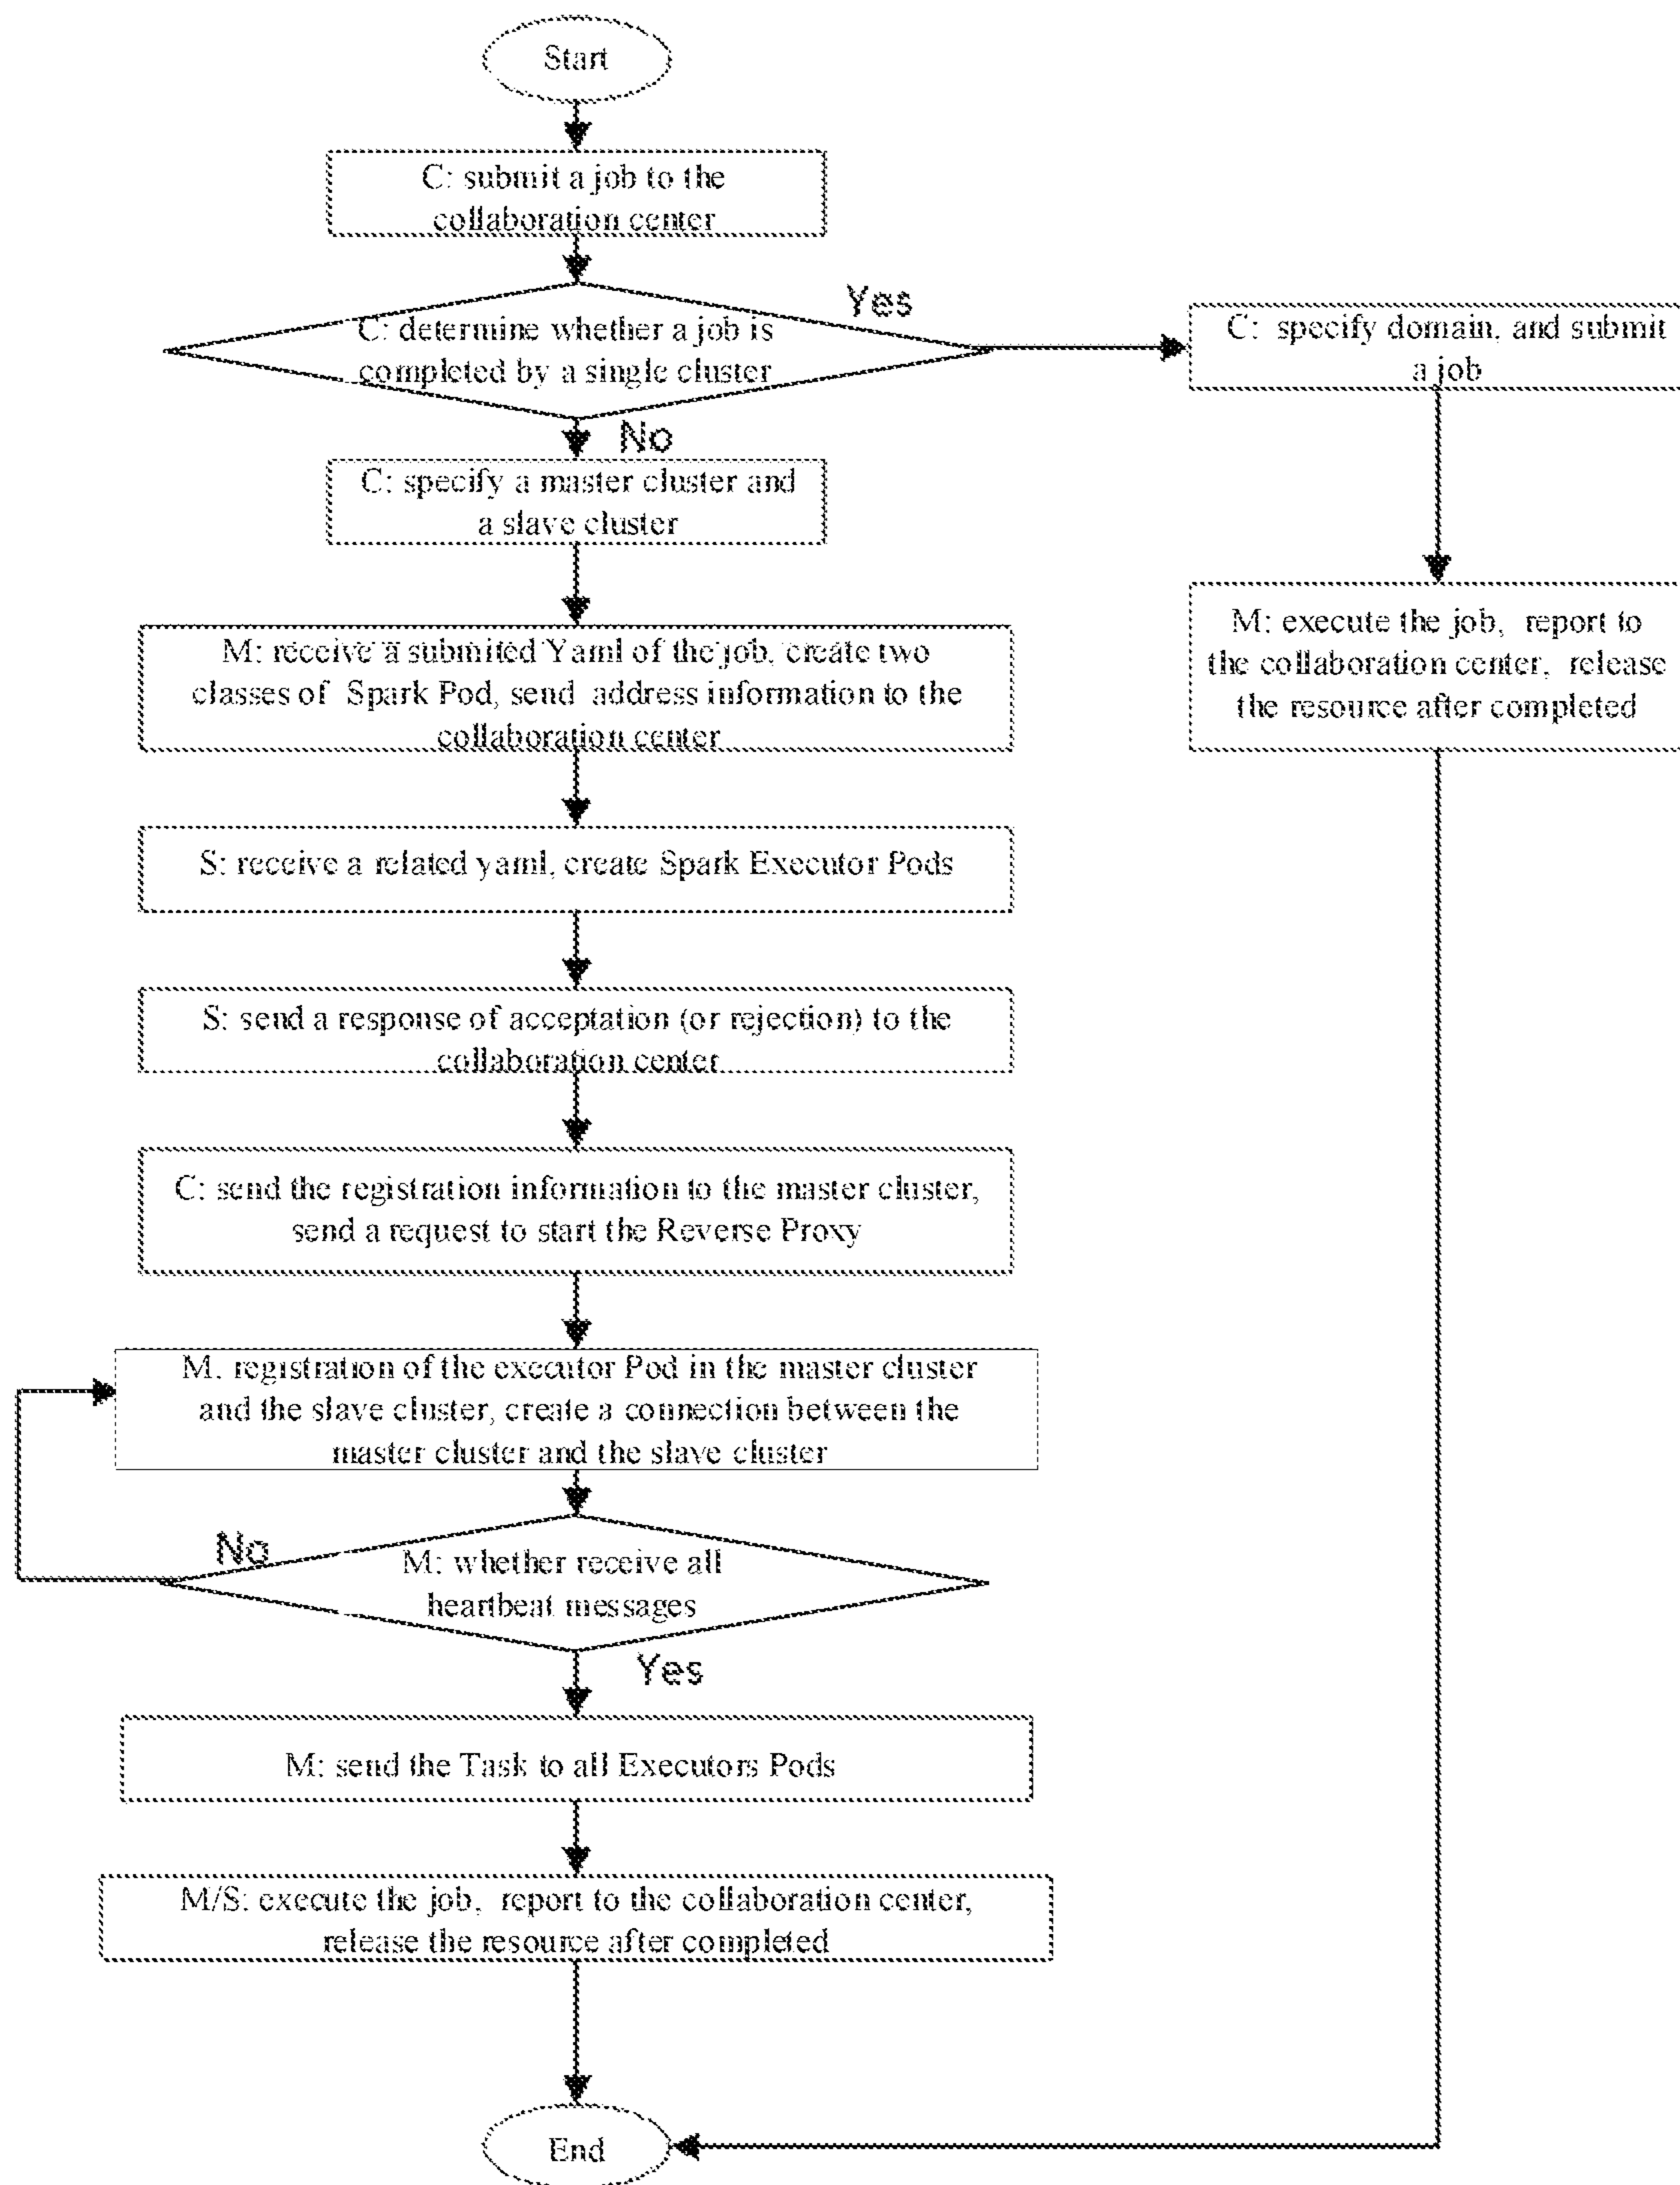 Start
C: submit a job to the
collaboration center
Yes
C: determine whether a job is
completed by a single cluster
C: specify domain, and submit
a job
No
C: specify a master cluster and
a slave cluster
M: receive a submited Yaml of the job, create two
classes of Spark Pod, send address information to the
collaboration center
M: execute the job, report to
the collaboration center, release
the resource after completed
S: receive a related yaml, create Spark Executor Pods
S: send a response of acceptation (or rejection) to the
collaboration center
C: send the registration information to the master cluster,
send a request to start the Reverse Proxy
M. registration of the executor Pod in the master cluster
and the slave cluster, create a connection between the
master cluster and the slave cluster
No
M: whether receive all
heartbeat messages
Yes
M: send the Task to all Executors Pods
M/S: execute the job, report to the collaboration center,
release the resource after completed
End